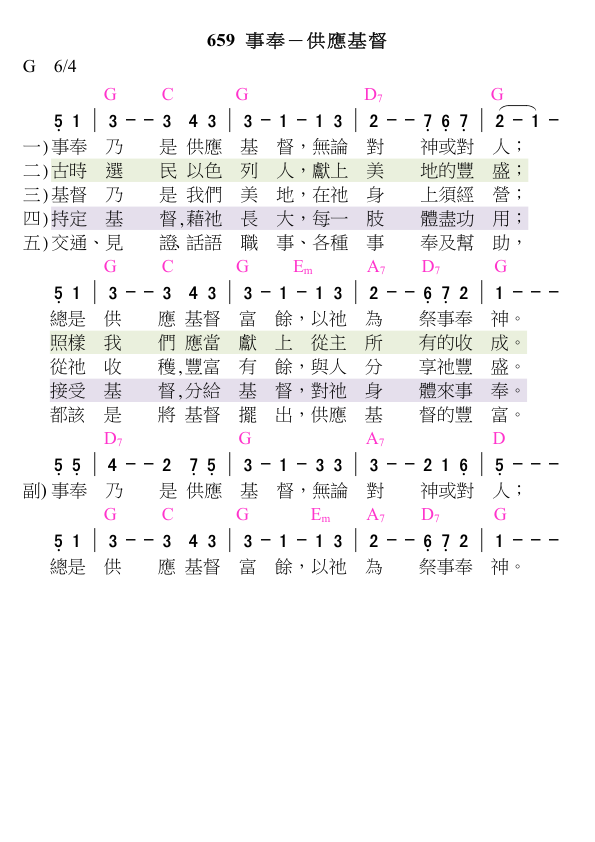 659 事奉－供應基督
G 6/4
G C G D7 G
5̣ 1 | 3 － － 3 4 3 | 3 － 1 － 1 3 | 2 － － 7̣ 6̣ 7̣ | 2 － 1 －
一) 事奉 乃 是 供應 基 督，無論 對 神或對 人；
二) 古時 選 民 以色 列 人，獻上 美 地的豐 盛；
三) 基督 乃 是 我們 美 地，在祂 身 上須經 營；
四) 持定 基 督,藉祂 長 大，每一 肢 體盡功 用；
五) 交通、見 證、話語 職 事、各種 事 奉及幫 助，
G C G Em A7 D7 G
5̣ 1 | 3 － － 3 4 3 | 3 － 1 － 1 3 | 2 － － 6̣ 7̣ 2 | 1 － － －
總是 供 應 基督 富 餘，以祂 為 祭事奉 神。
照樣 我 們 應當 獻 上 從主 所 有的收 成。
從祂 收 穫,豐富 有 餘，與人 分 享祂豐 盛。
接受 基 督,分給 基 督，對祂 身 體來事 奉。
都該 是 將 基督 擺 出，供應 基 督的豐 富。
D7 G A7 D
5̣ 5̣ | 4 － － 2 7̣ 5̣ | 3 － 1 － 3 3 | 3 － － 2 1 6̣ | 5̣ － － －
副) 事奉 乃 是 供應 基 督，無論 對 神或對 人；
G C G Em A7 D7 G
5̣ 1 | 3 － － 3 4 3 | 3 － 1 － 1 3 | 2 － － 6̣ 7̣ 2 | 1 － － －
總是 供 應 基督 富 餘，以祂 為 祭事奉 神。